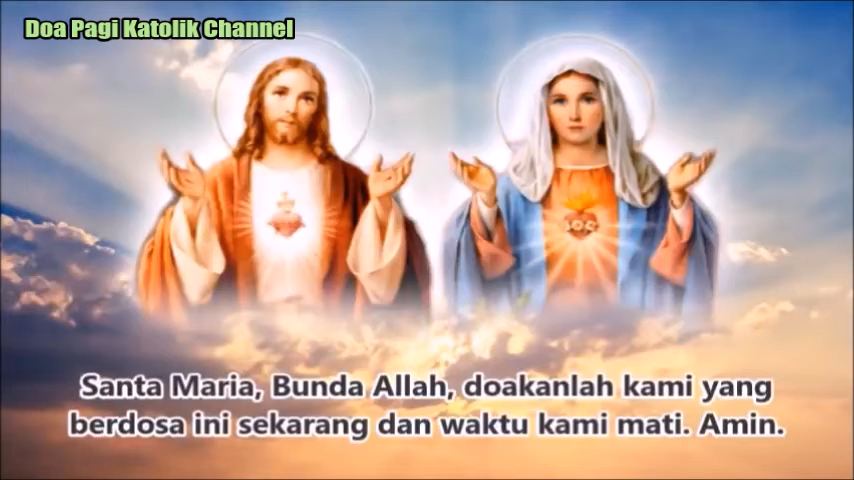 Doa Pagi Katolik Channel
Santa Maria, Bunda Allah, doakanlah kami yang
berdosa ini sekarang dan waktu kami mati. Amin.